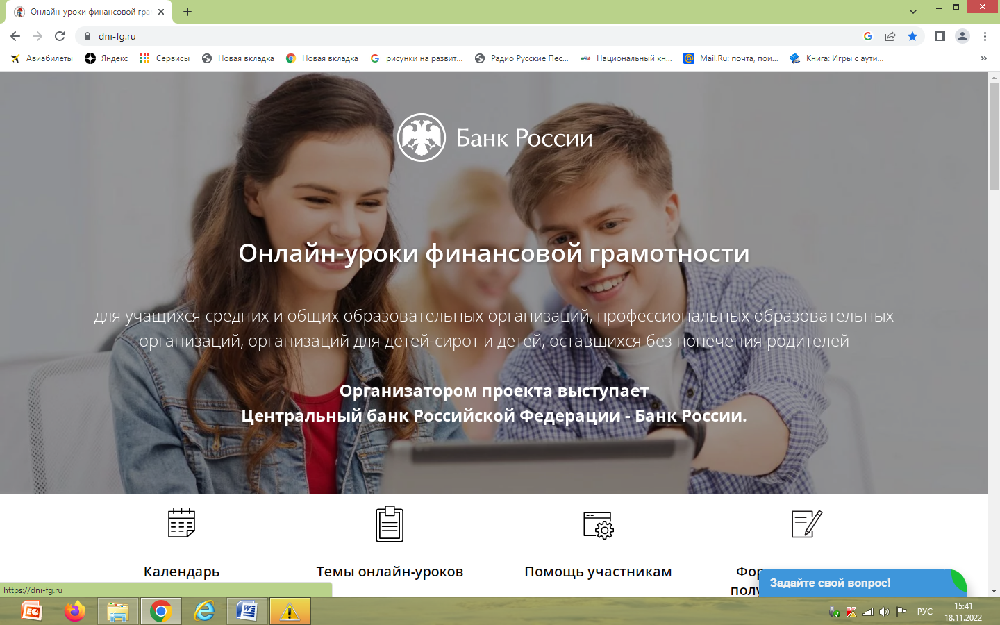 Онлайн-уроки финансовой гра
dni-fg.ru
Авиабилеты Яндекс Сервисы Новая вкладка Новая вкладка рисунки на развит... Радио Русские Пес... Национальный кн... Mail.Ru: почта, пои... Книга: Игры с аути... »
Банк России
Онлайн-уроки финансовой грамотности
для учащихся средних и общих образовательных организаций, профессиональных образовательных
организаций, организаций для детей-сирот и детей, оставшихся без попечения родителей
Организатором проекта выступает
Центральный банк Российской Федерации - Банк России.
Календарь Темы онлайн-уроков Помощь участникам
Задайте свой вопрос!
https://dni-fg.ru
РУС 15:41
18.11.2022